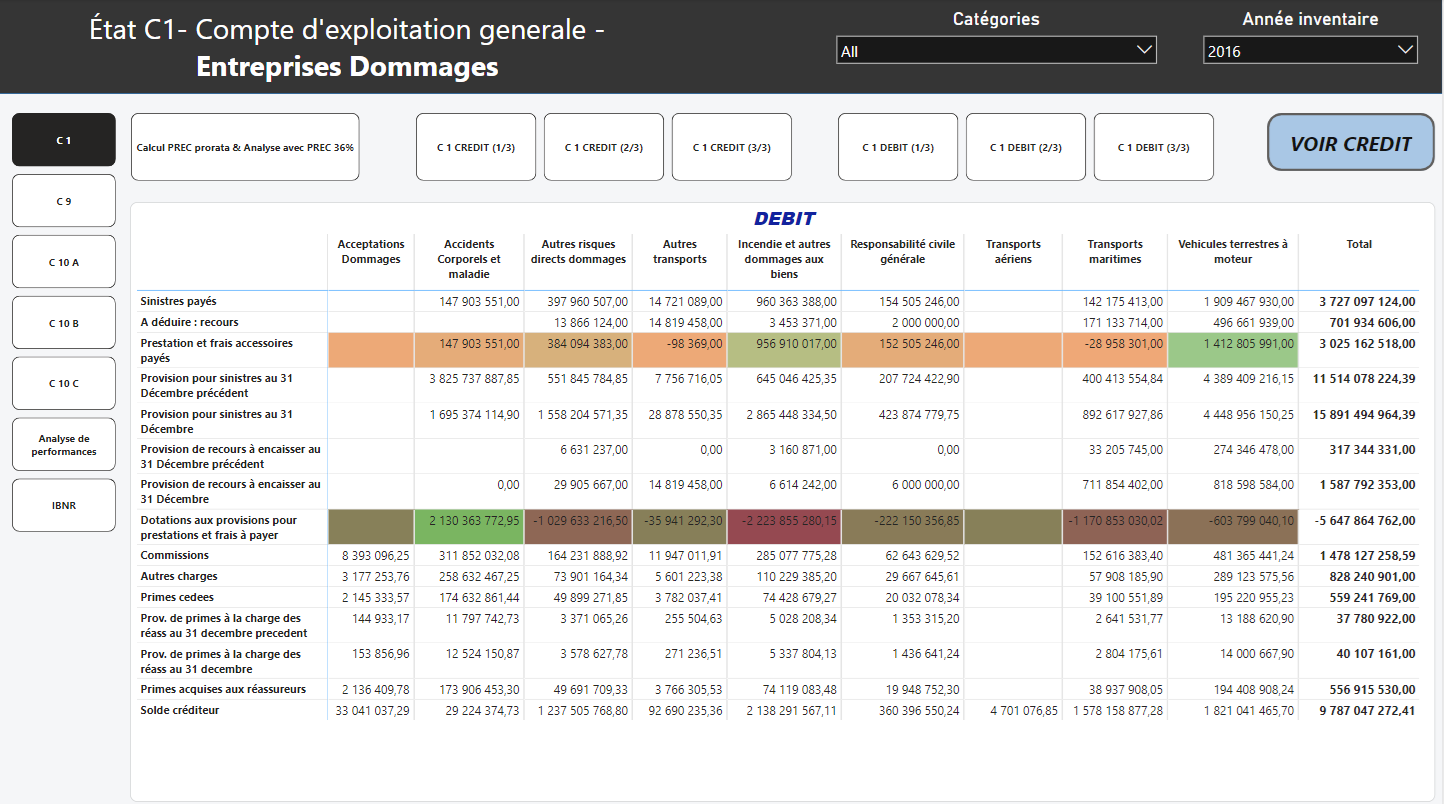 État C1- Compte d'exploitation generale -
Entreprises Dommages
Catégories
All
Année inventaire
2016
C 1
C 9
C 10 A
C 10 B
C 10 C
Analyse de
performances
IBNR
Calcul PREC prorata & Analyse avec PREC 36%
C 1 CREDIT (1/3)
C 1 CREDIT (2/3)
C 1 CREDIT (3/3)
C 1 DEBIT (1/3)
C 1 DEBIT (2/3)
C 1 DEBIT (3/3)
VOIR CREDIT
DEBIT
Acceptations Accidents Autres risques Autres Incendie et autres Responsabilité civile Transports Transports Vehicules terrestres à Total
Dommages Corporels et directs dommages transports dommages aux générale aériens maritimes moteur
maladie biens
Sinistres payés 147 903 551,00 397 960 507,00 14 721 089,00 960 363 388,00 154 505 246,00 142 175 413,00 1 909 467 930,00 3 727 097 124,00
A déduire : recours 13 866 124,00 14 819 458,00 3 453 371,00 2 000 000,00 171 133 714,00 496 661 939,00 701 934 606,00
Prestation et frais accessoires 147 903 551,00 384 094 383,00 -98 369,00 956 910 017,00 152 505 246,00 -28 958 301,00 1 412 805 991,00 3 025 162 518,00
payés
Provision pour sinistres au 31 3 825 737 887,85 551 845 784,85 7 756 716,05 645 046 425,35 207 724 422,90 400 413 554,84 4 389 409 216,15 11 514 078 224,39
Décembre précédent
Provision pour sinistres au 31 1 695 374 114,90 1 558 204 571,35 28 878 550,35 2 865 448 334,50 423 874 779,75 892 617 927,86 4 448 956 150,25 15 891 494 964,39
Décembre
Provision de recours à encaisser au 6 631 237,00 0,00 3 160 871,00 0,00 33 205 745,00 274 346 478,00 317 344 331,00
31 Décembre précédent
Provision de recours à encaisser au 0,00 29 905 667,00 14 819 458,00 6 614 242,00 6 000 000,00 711 854 402,00 818 598 584,00 1 587 792 353,00
31 Décembre
Dotations aux provisions pour 2 130 363 772,95 -1 029 633 216,50 -35 941 292,30 -2 223 855 280,15 -222 150 356,85 -1 170 853 030,02 -603 799 040,10 -5 647 864 762,00
prestations et frais à payer
Commissions 8 393 096,25 311 852 032,08 164 231 888,92 11 947 011,91 285 077 775,28 62 643 629,52 152 616 383,40 481 365 441,24 1 478 127 258,59
Autres charges 3 177 253,76 258 632 467,25 73 901 164,34 5 601 223,38 110 229 385,20 29 667 645,61 57 908 185,90 289 123 575,56 828 240 901,00
Primes cedees 2 145 333,57 174 632 861,44 49 899 271,85 3 782 037,41 74 428 679,27 20 032 078,34 39 100 551,89 195 220 955,23 559 241 769,00
Prov. de primes à la charge des 144 933,17 11 797 742,73 3 371 065,26 255 504,63 5 028 208,34 1 353 315,20 2 641 531,77 13 188 620,90 37 780 922,00
réass au 31 decembre precedent
Prov. de primes à la charge des 153 856,96 12 524 150,87 3 578 627,78 271 236,51 5 337 804,13 1 436 641,24 2 804 175,61 14 000 667,90 40 107 161,00
réass au 31 decembre
Primes acquises aux réassureurs 2 136 409,78 173 906 453,30 49 691 709,33 3 766 305,53 74 119 083,48 19 948 752,30 38 937 908,05 194 408 908,24 556 915 530,00
Solde créditeur 33 041 037,29 29 224 374,73 1 237 505 768,80 92 690 235,36 2 138 291 567,11 360 396 550,24 4 701 076,85 1 578 158 877,28 1 821 041 465,70 9 787 047 272,41